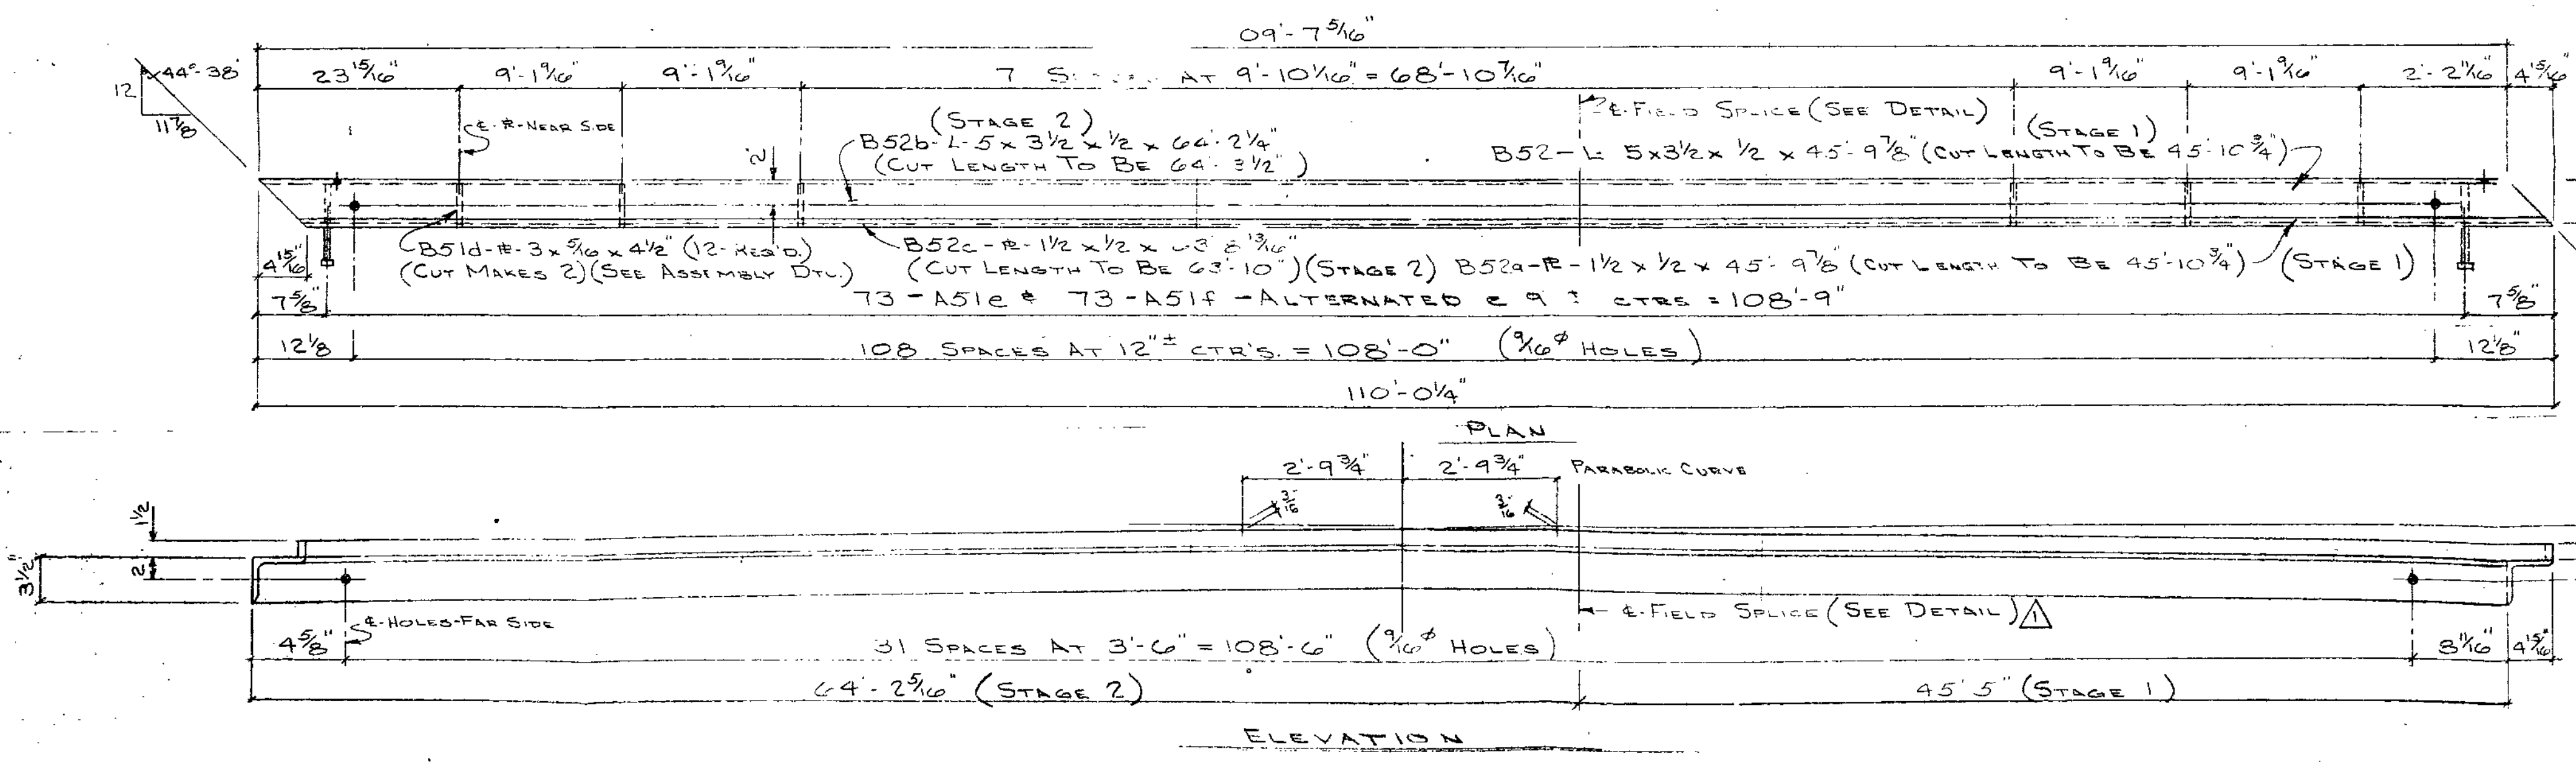 09'-7 5/16"
44°-38'
12
11 7/8
23 15/16"
9'-1 9/16"
9'-1 9/16"
7 AT 9'-10 1/16" = 68'-10 7/16"
9'-1 9/16"
9'-1 9/16"
2'-2 11/16"
4 15/16"
℄-℞-NEAR SIDE
(STAGE 2)
B52b-L-5 x 3 1/2 x 1/2 x 64'-2 1/4"
(CUT LENGTH TO BE 64'-3 1/2")
℄-FIELD SPLICE (SEE DETAIL)
(STAGE 1)
B52-L 5x3 1/2 x 1/2 x 45'-9 7/8" (CUT LENGTH TO BE 45'-10 3/4")
2"
B51d-℞-3 x 5/16 x 4 1/2" (12-REQ'D.)
(CUT MAKES 2)(SEE ASSEMBLY DTL.)
B52c-℞-1 1/2 x 1/2 x 13/16"
(CUT LENGTH TO BE 63'-10")(STAGE 2)
B52a-℞-1 1/2 x 1/2 x 45'-9 7/8" (CUT LENGTH TO BE 45'-10 3/4")
(STAGE 1)
4 15/16"
7 5/8"
73-A51e & 73-A51f-ALTERNATED @ 9 ± CTRS = 108'-9"
7 5/8"
12 1/8
108 SPACES AT 12"± CTR'S. = 108'-0" (9/16"⌀ HOLES)
12 1/8"
110'-0 1/4"
PLAN
2'-9 3/4"
2'-9 3/4"
PARABOLIC CURVE
3/16
3/16
1 1/2
3 1/2"
2
℄-HOLES-FAR SIDE
℄-FIELD SPLICE (SEE DETAIL) 1
4 5/8"
31 SPACES AT 3'-6" = 108'-6" (9/16"⌀ HOLES)
8 11/16"
4 15/16"
64'-2 5/16" (STAGE 2)
45'5" (STAGE 1)
ELEVATION